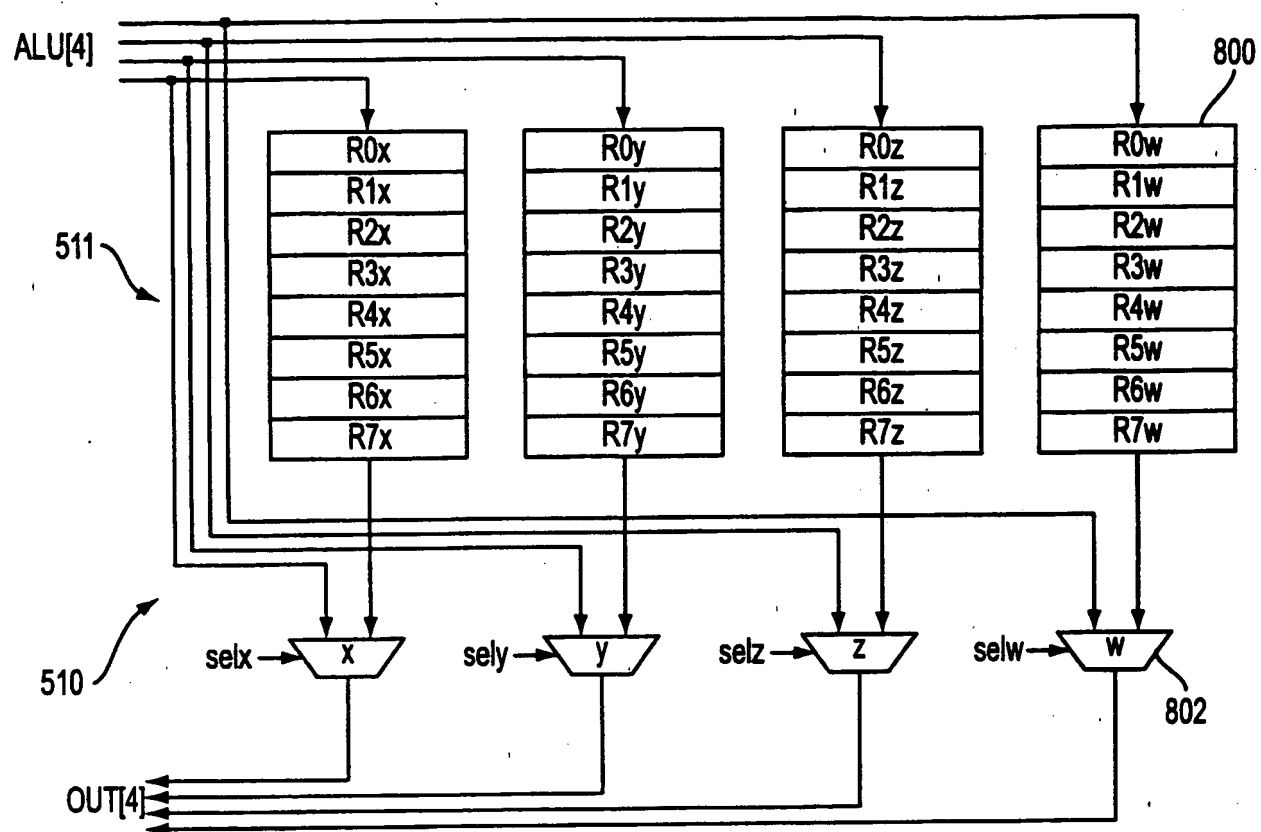 ALU[4]
800
R0x R0y R0z R0w
R1x R1y R1z R1w
R2x R2y R2z R2w
511
R3x R3y R3z R3w
R4x R4y R4z R4w
R5x R5y R5z R5w
R6x R6y R6z R6w
R7x R7y R7z R7w
selx x sely y selz z selw w
510
802
OUT[4]